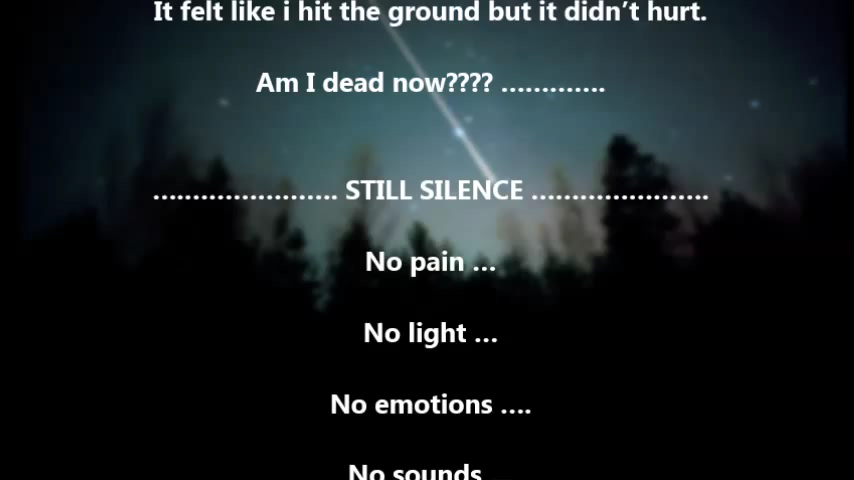 It felt like i hit the ground but it didn't hurt.
Am I dead now???? .............
....................... STILL SILENCE ......................
No pain ...
No light ...
No emotions ....
No sounds